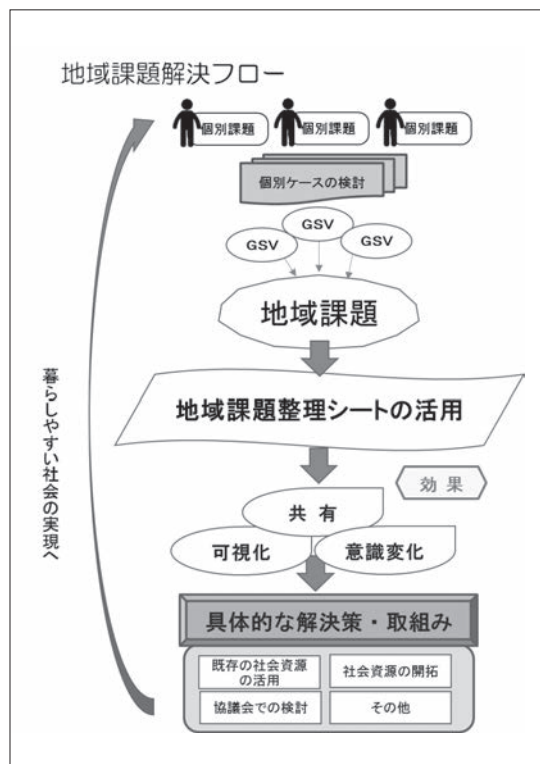 地域課題解決フロー
個別課題
個別課題
個別課題
個別ケースの検討
GSV
GSV
GSV
地域課題
地域課題整理シートの活用
効果
共有
可視化
意識変化
具体的な解決策・取組み
既存の社会資源
の活用
社会資源の開拓
協議会での検討
その他
暮らしやすい社会の実現へ